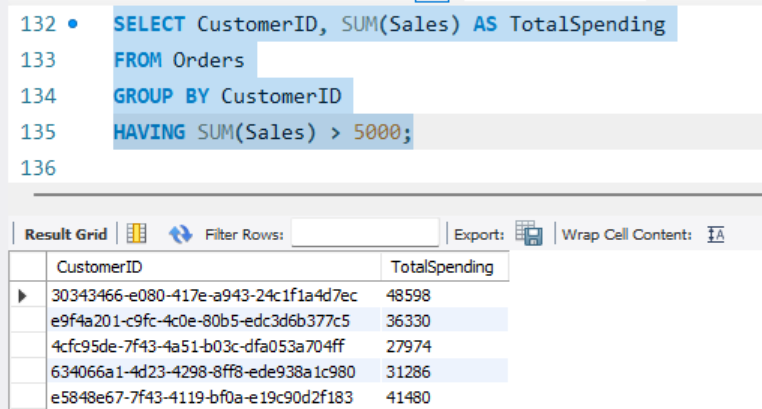 132 SELECT CustomerID, SUM(Sales) AS TotalSpending
133 FROM Orders
134 GROUP BY CustomerID
135 HAVING SUM(Sales) > 5000;
136
Result Grid Filter Rows: Export: Wrap Cell Content: IA
CustomerID TotalSpending
30343466-e080-417e-a943-24c1f1a4d7ec 48598
e9f4a201-c9fc-4c0e-80b5-edc3d6b377c5 36330
4cfc95de-7f43-4a51-b03c-dfa053a704ff 27974
634066a1-4d23-4298-8ff8-ede938a1c980 31286
e5848e67-7f43-4119-bf0a-e19c90d2f183 41480